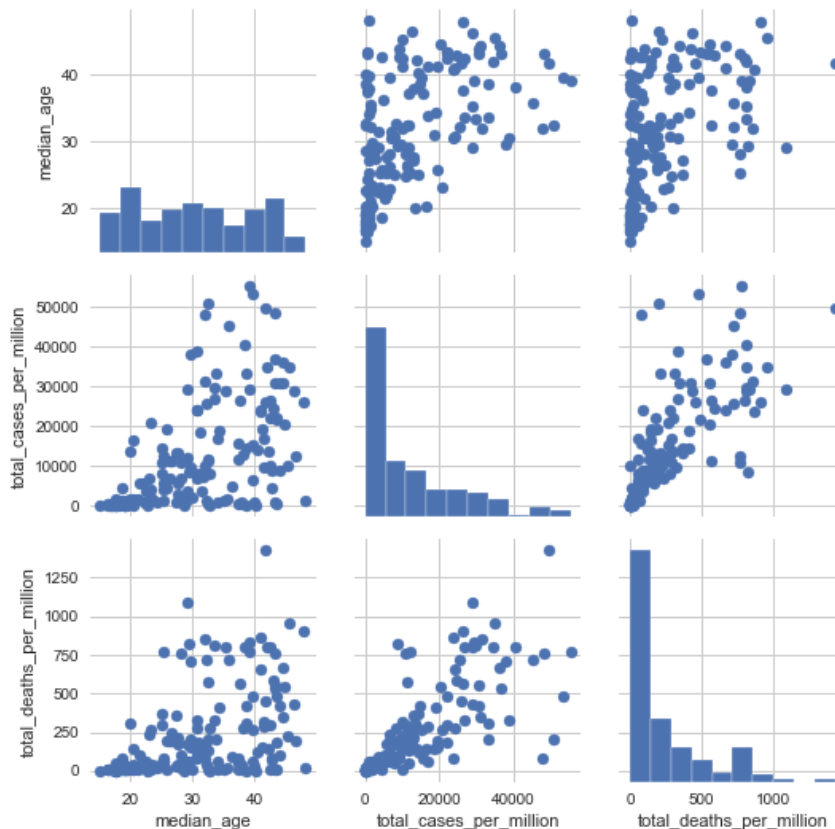 median_age
40
30
20
total_cases_per_million
50000
40000
30000
20000
10000
0
total_deaths_per_million
1250
1000
750
500
250
0
20 30 40
median_age
0 20000 40000
total_cases_per_million
0 1000
total_deaths_per_million